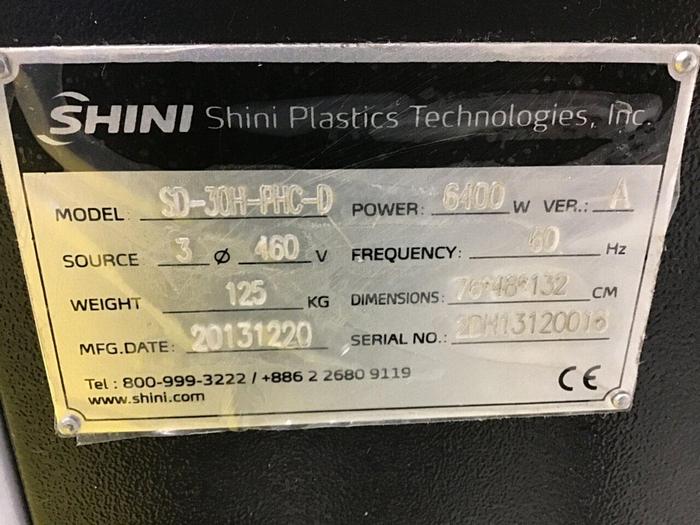 SHINI Shini Plastics Technologies, Inc.
MODEL: SD-30H-PHC-D POWER: 6400 W VER.: A
SOURCE 3 Ø 460 V FREQUENCY: 60 Hz
WEIGHT 125 KG DIMENSIONS: 76*48*132 CM
MFG.DATE: 20131220 SERIAL NO.:
Tel : 800-999-3222 / +886 2 2680 9119
www.shini.com CE